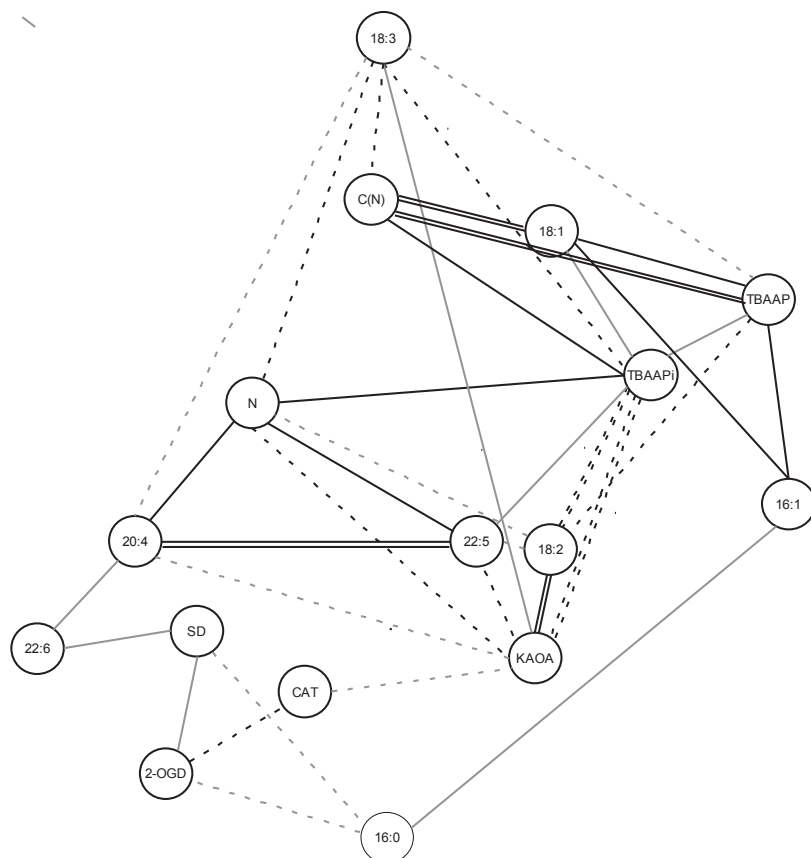 18:3
C(N)
18:1
TBAAP
TBAAPi
N
16:1
20:4
22:5
18:2
SD
22:6
KAOA
CAT
2-OGD
16:0